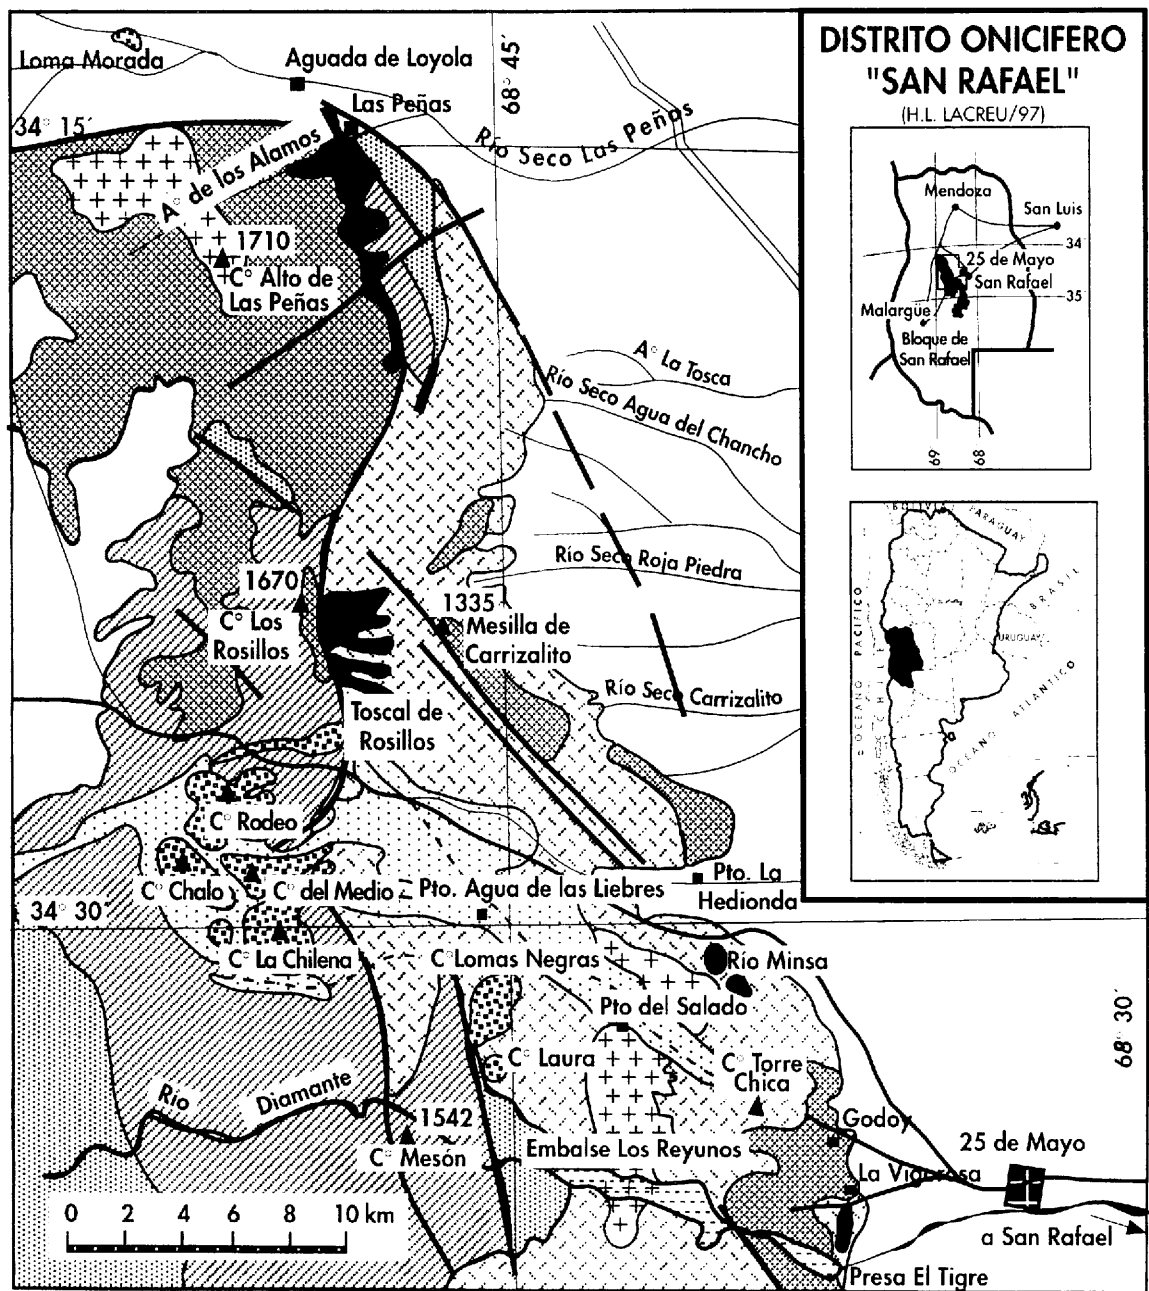 DISTRITO ONICIFERO
"SAN RAFAEL"
(H.L. LACREU/97)
Loma Morada
Aguada de Loyola
68° 45´
Las Peñas
34° 15´
Río Seco Las Peñas
A° de los Alamos
1710
C° Alto de
Las Peñas
A° La Tosca
Río Seco Agua del Chancho
Río Seco Roja Piedra
1670
C° Los
Rosillos
1335
Mesilla de
Carrizalito
Río Seco Carrizalito
Toscal de
Rosillos
C° Rodeo
C° Chalo
C° del Medio
Pto. Agua de las Liebres
Pto. La
Hedionda
34° 30´
C° La Chilena
C° Lomas Negras
Río Minsa
Pto del Salado
68° 30´
C° Laura
C° Torre
Chica
Río Diamante
1542
C° Mesón
Embalse Los Reyunos
Godoy
La Vigorosa
25 de Mayo
a San Rafael
Presa El Tigre
0 2 4 6 8 10 km
Mendoza
San Luis
34
25 de Mayo
San Rafael
35
Malargue
Bloque de
San Rafael
69
68
BOLIVIA
PARAGUAY
BRASIL
URUGUAY
OCEANO PACIFICO
CHILE
OCEANO ATLANTICO